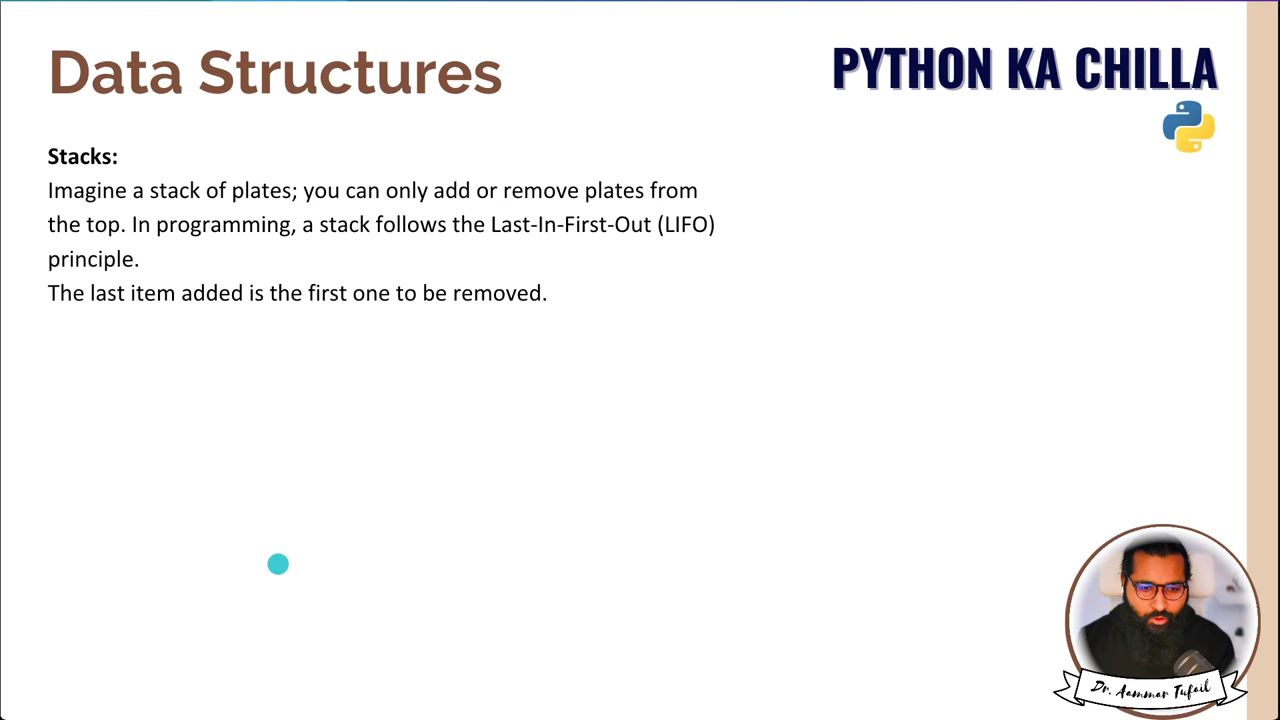 Data Structures
PYTHON KA CHILLA
Stacks:
Imagine a stack of plates; you can only add or remove plates from
the top. In programming, a stack follows the Last-In-First-Out (LIFO)
principle.
The last item added is the first one to be removed.
Dr. Aammar Tufail